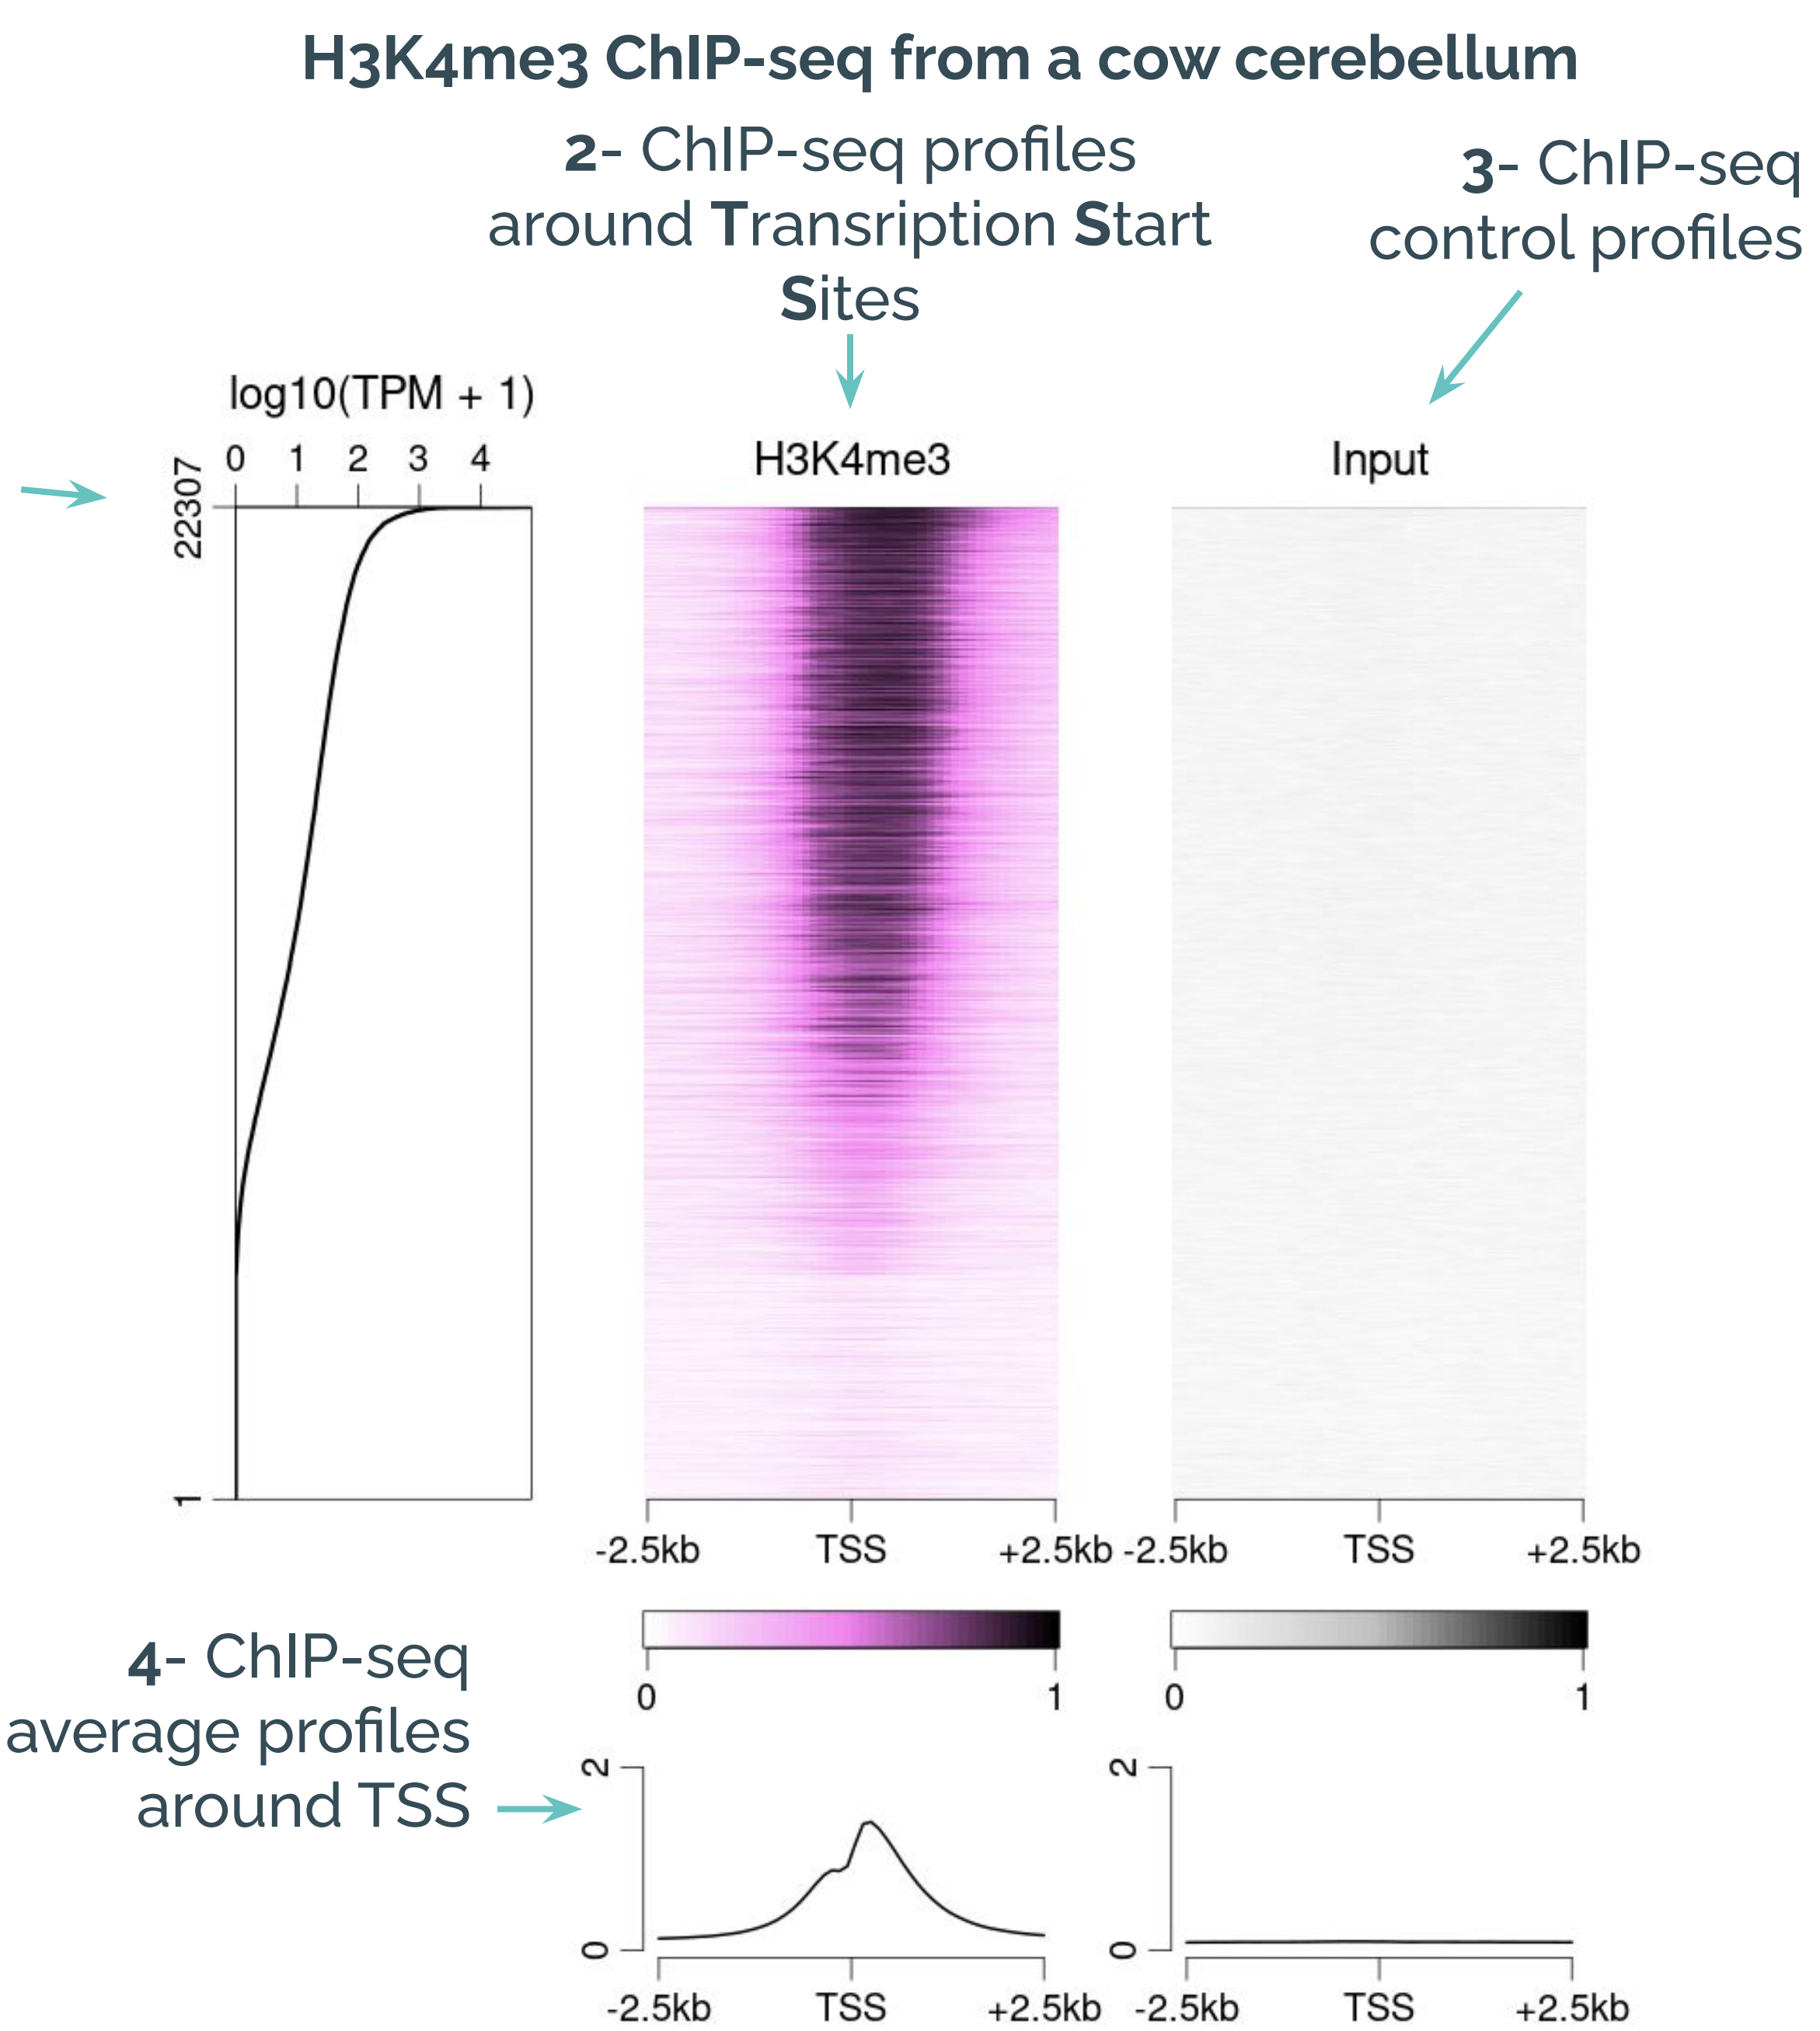 H3K4me3 ChIP-seq from a cow cerebellum
2- ChIP-seq profiles
around Transription Start
Sites
3- ChIP-seq
control profiles
log10(TPM + 1)
0 1 2 3 4
22307
1
H3K4me3
Input
-2.5kb TSS +2.5kb
-2.5kb TSS +2.5kb
0 1
0 1
4- ChIP-seq
average profiles
around TSS
2
0
-2.5kb TSS +2.5kb
2
0
-2.5kb TSS +2.5kb